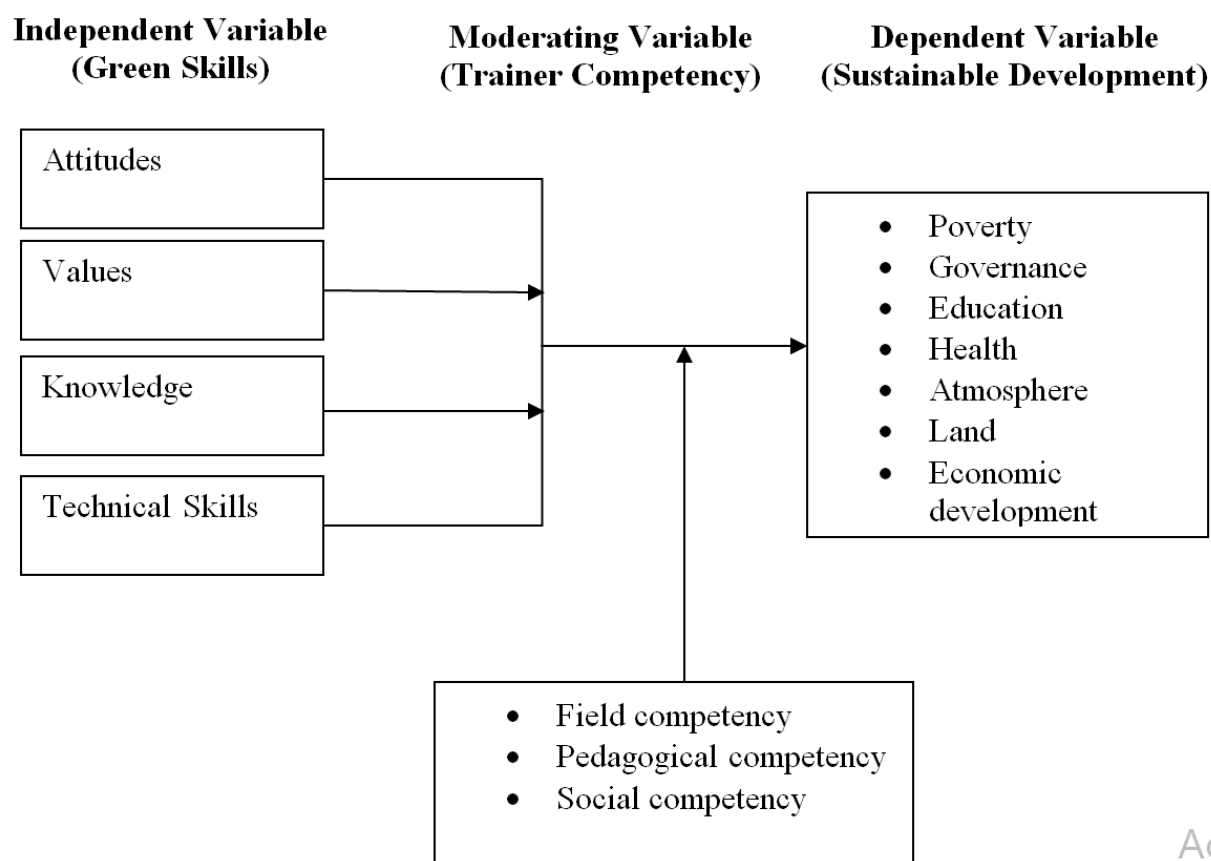 Independent Variable
(Green Skills)
Moderating Variable
(Trainer Competency)
Dependent Variable
(Sustainable Development)
Attitudes
Values
Knowledge
Technical Skills
• Poverty
• Governance
• Education
• Health
• Atmosphere
• Land
• Economic
development
• Field competency
• Pedagogical competency
• Social competency